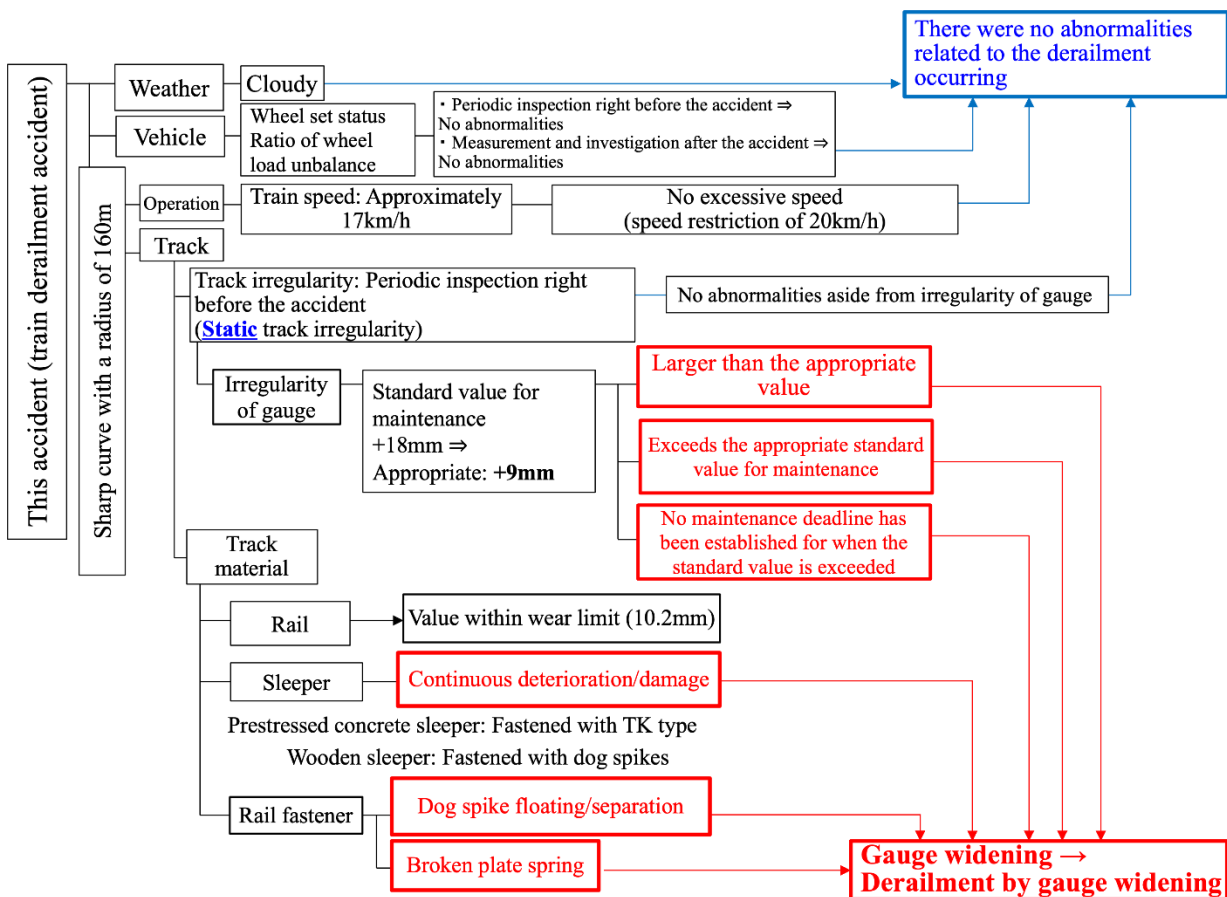 This accident (train derailment accident)
Sharp curve with a radius of 160m
Weather
Cloudy
There were no abnormalities
related to the derailment
occurring
Vehicle
Wheel set status
Ratio of wheel
load unbalance
・Periodic inspection right before the accident ⇒
No abnormalities
・Measurement and investigation after the accident ⇒
No abnormalities
Operation
Train speed: Approximately
17km/h
No excessive speed
(speed restriction of 20km/h)
Track
Track irregularity: Periodic inspection right
before the accident
(Static track irregularity)
No abnormalities aside from irregularity of gauge
Irregularity
of gauge
Standard value for
maintenance
+18mm ⇒
Appropriate: +9mm
Larger than the appropriate
value
Exceeds the appropriate standard
value for maintenance
No maintenance deadline has
been established for when the
standard value is exceeded
Track
material
Rail
Value within wear limit (10.2mm)
Sleeper
Continuous deterioration/damage
Prestressed concrete sleeper: Fastened with TK type
Wooden sleeper: Fastened with dog spikes
Rail fastener
Dog spike floating/separation
Broken plate spring
Gauge widening →
Derailment by gauge widening